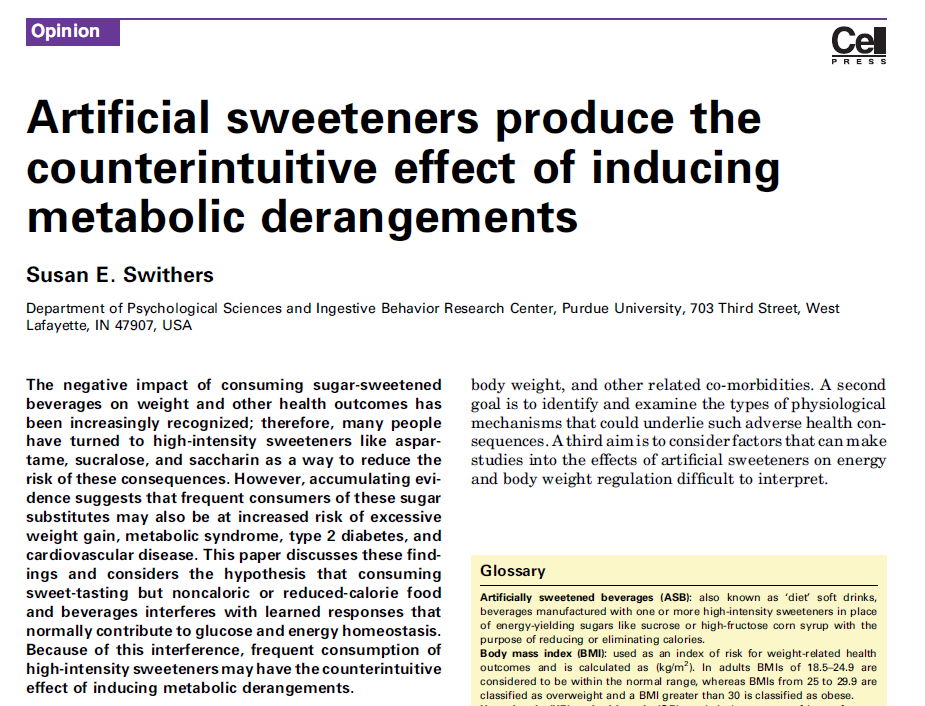 Opinion
Cell
PRESS
Artificial sweeteners produce the
counterintuitive effect of inducing
metabolic derangements
Susan E. Swithers
Department of Psychological Sciences and Ingestive Behavior Research Center, Purdue University, 703 Third Street, West
Lafayette, IN 47907, USA
The negative impact of consuming sugar-sweetened
beverages on weight and other health outcomes has
been increasingly recognized; therefore, many people
have turned to high-intensity sweeteners like aspar-
tame, sucralose, and saccharin as a way to reduce the
risk of these consequences. However, accumulating evi-
dence suggests that frequent consumers of these sugar
substitutes may also be at increased risk of excessive
weight gain, metabolic syndrome, type 2 diabetes, and
cardiovascular disease. This paper discusses these find-
ings and considers the hypothesis that consuming
sweet-tasting but noncaloric or reduced-calorie food
and beverages interferes with learned responses that
normally contribute to glucose and energy homeostasis.
Because of this interference, frequent consumption of
high-intensity sweeteners may have the counterintuitive
effect of inducing metabolic derangements.
body weight, and other related co-morbidities. A second
goal is to identify and examine the types of physiological
mechanisms that could underlie such adverse health con-
sequences. A third aim is to consider factors that can make
studies into the effects of artificial sweeteners on energy
and body weight regulation difficult to interpret.
Glossary
Artificially sweetened beverages (ASB): also known as 'diet' soft drinks,
beverages manufactured with one or more high-intensity sweeteners in place
of energy-yielding sugars like sucrose or high-fructose corn syrup with the
purpose of reducing or eliminating calories.
Body mass index (BMI): used as an index of risk for weight-related health
outcomes and is calculated as (kg/m²). In adults BMIs of 18.5–24.9 are
considered to be within the normal range, whereas BMIs from 25 to 29.9 are
classified as overweight and a BMI greater than 30 is classified as obese.